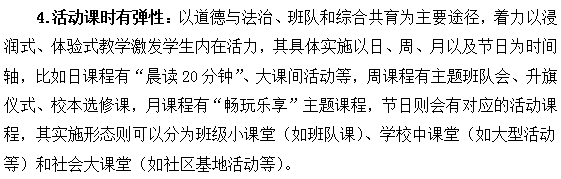 4.活动课时有弹性：以道德与法治、班队和综合共育为主要途径，着力以浸
润式、体验式教学激发学生内在活力，其具体实施以日、周、月以及节日为时间
轴，比如日课程有“晨读 20 分钟”、大课间活动等，周课程有主题班队会、升旗
仪式、校本选修课，月课程有“畅玩乐享”主题课程，节日则会有对应的活动课
程，其实施形态则可以分为班级小课堂（如班队课）、学校中课堂（如大型活动
等）和社会大课堂（如社区基地活动等）。